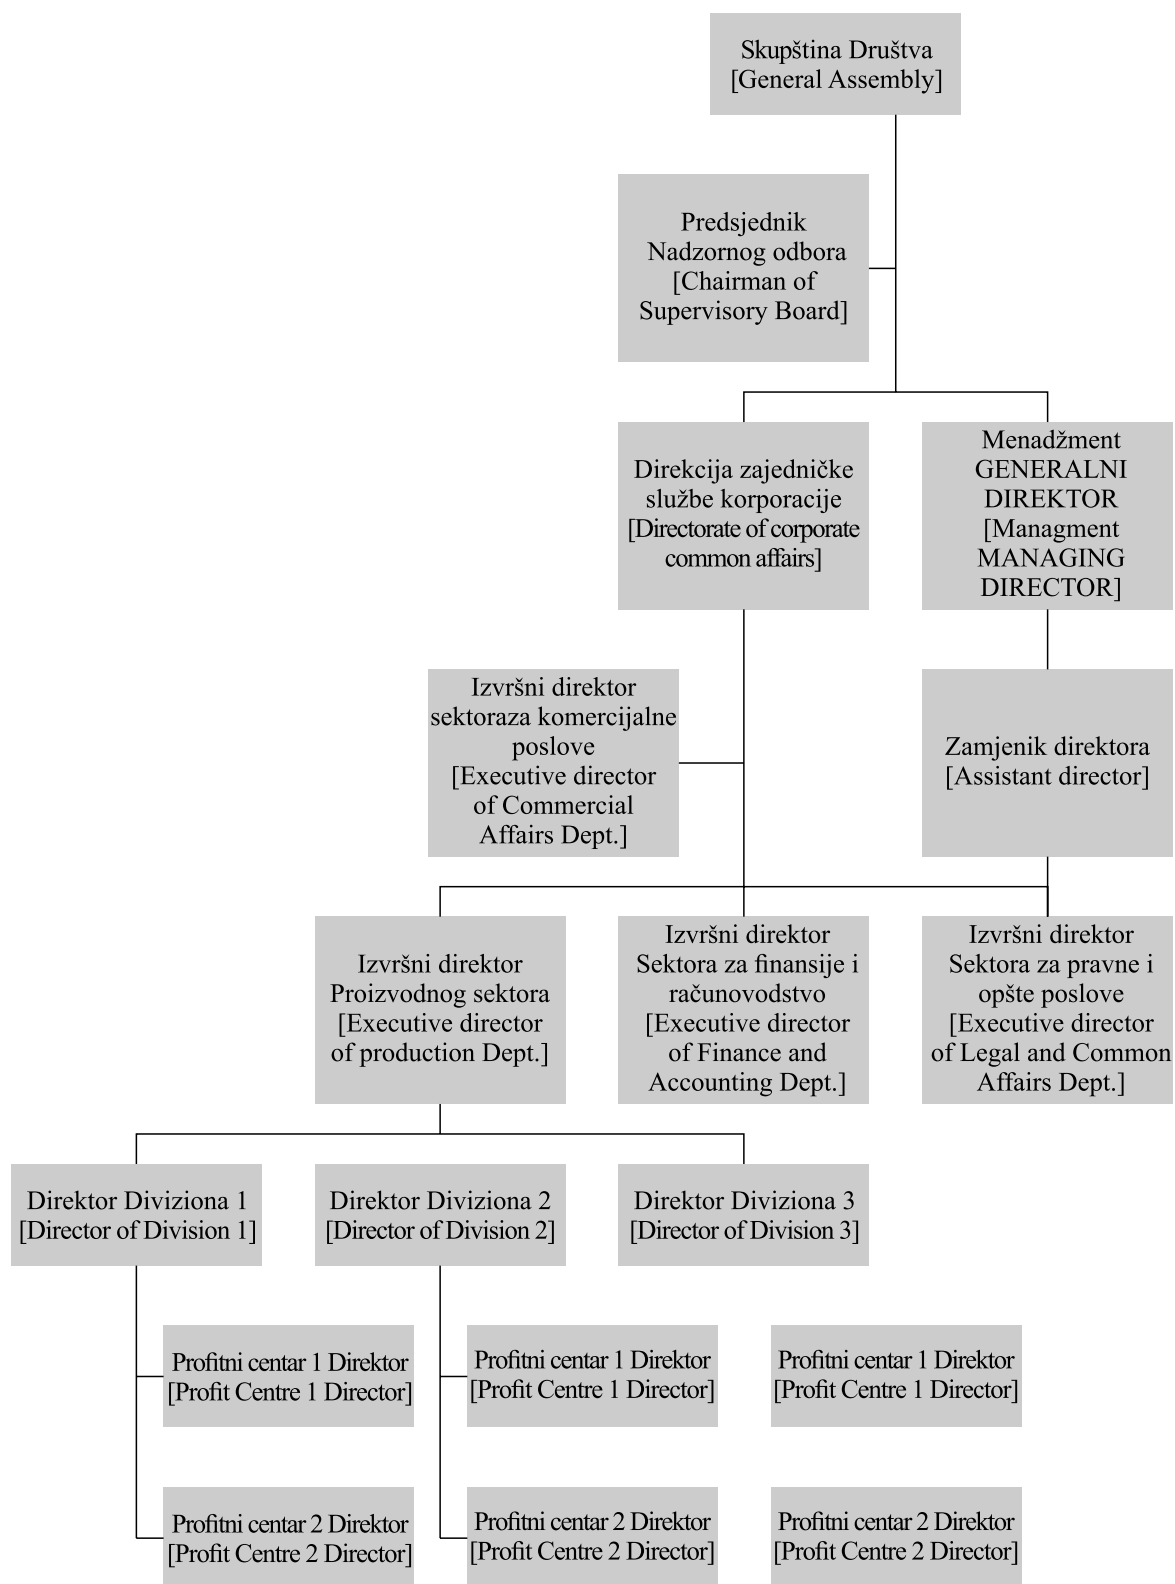 Skupština Društva
[General Assembly]
Predsjednik
Nadzornog odbora
[Chairman of
Supervisory Board]
Direkcija zajedničke
službe korporacije
[Directorate of corporate
common affairs]
Menadžment
GENERALNI
DIREKTOR
[Managment
MANAGING
DIRECTOR]
Izvršni direktor
sektoraza komercijalne
poslove
[Executive director
of Commercial
Affairs Dept.]
Zamjenik direktora
[Assistant director]
Izvršni direktor
Proizvodnog sektora
[Executive director
of production Dept.]
Izvršni direktor
Sektora za finansije i
računovodstvo
[Executive director
of Finance and
Accounting Dept.]
Izvršni direktor
Sektora za pravne i
opšte poslove
[Executive director
of Legal and Common
Affairs Dept.]
Direktor Diviziona 1
[Director of Division 1]
Direktor Diviziona 2
[Director of Division 2]
Direktor Diviziona 3
[Director of Division 3]
Profitni centar 1 Direktor
[Profit Centre 1 Director]
Profitni centar 1 Direktor
[Profit Centre 1 Director]
Profitni centar 1 Direktor
[Profit Centre 1 Director]
Profitni centar 2 Direktor
[Profit Centre 2 Director]
Profitni centar 2 Direktor
[Profit Centre 2 Director]
Profitni centar 2 Direktor
[Profit Centre 2 Director]